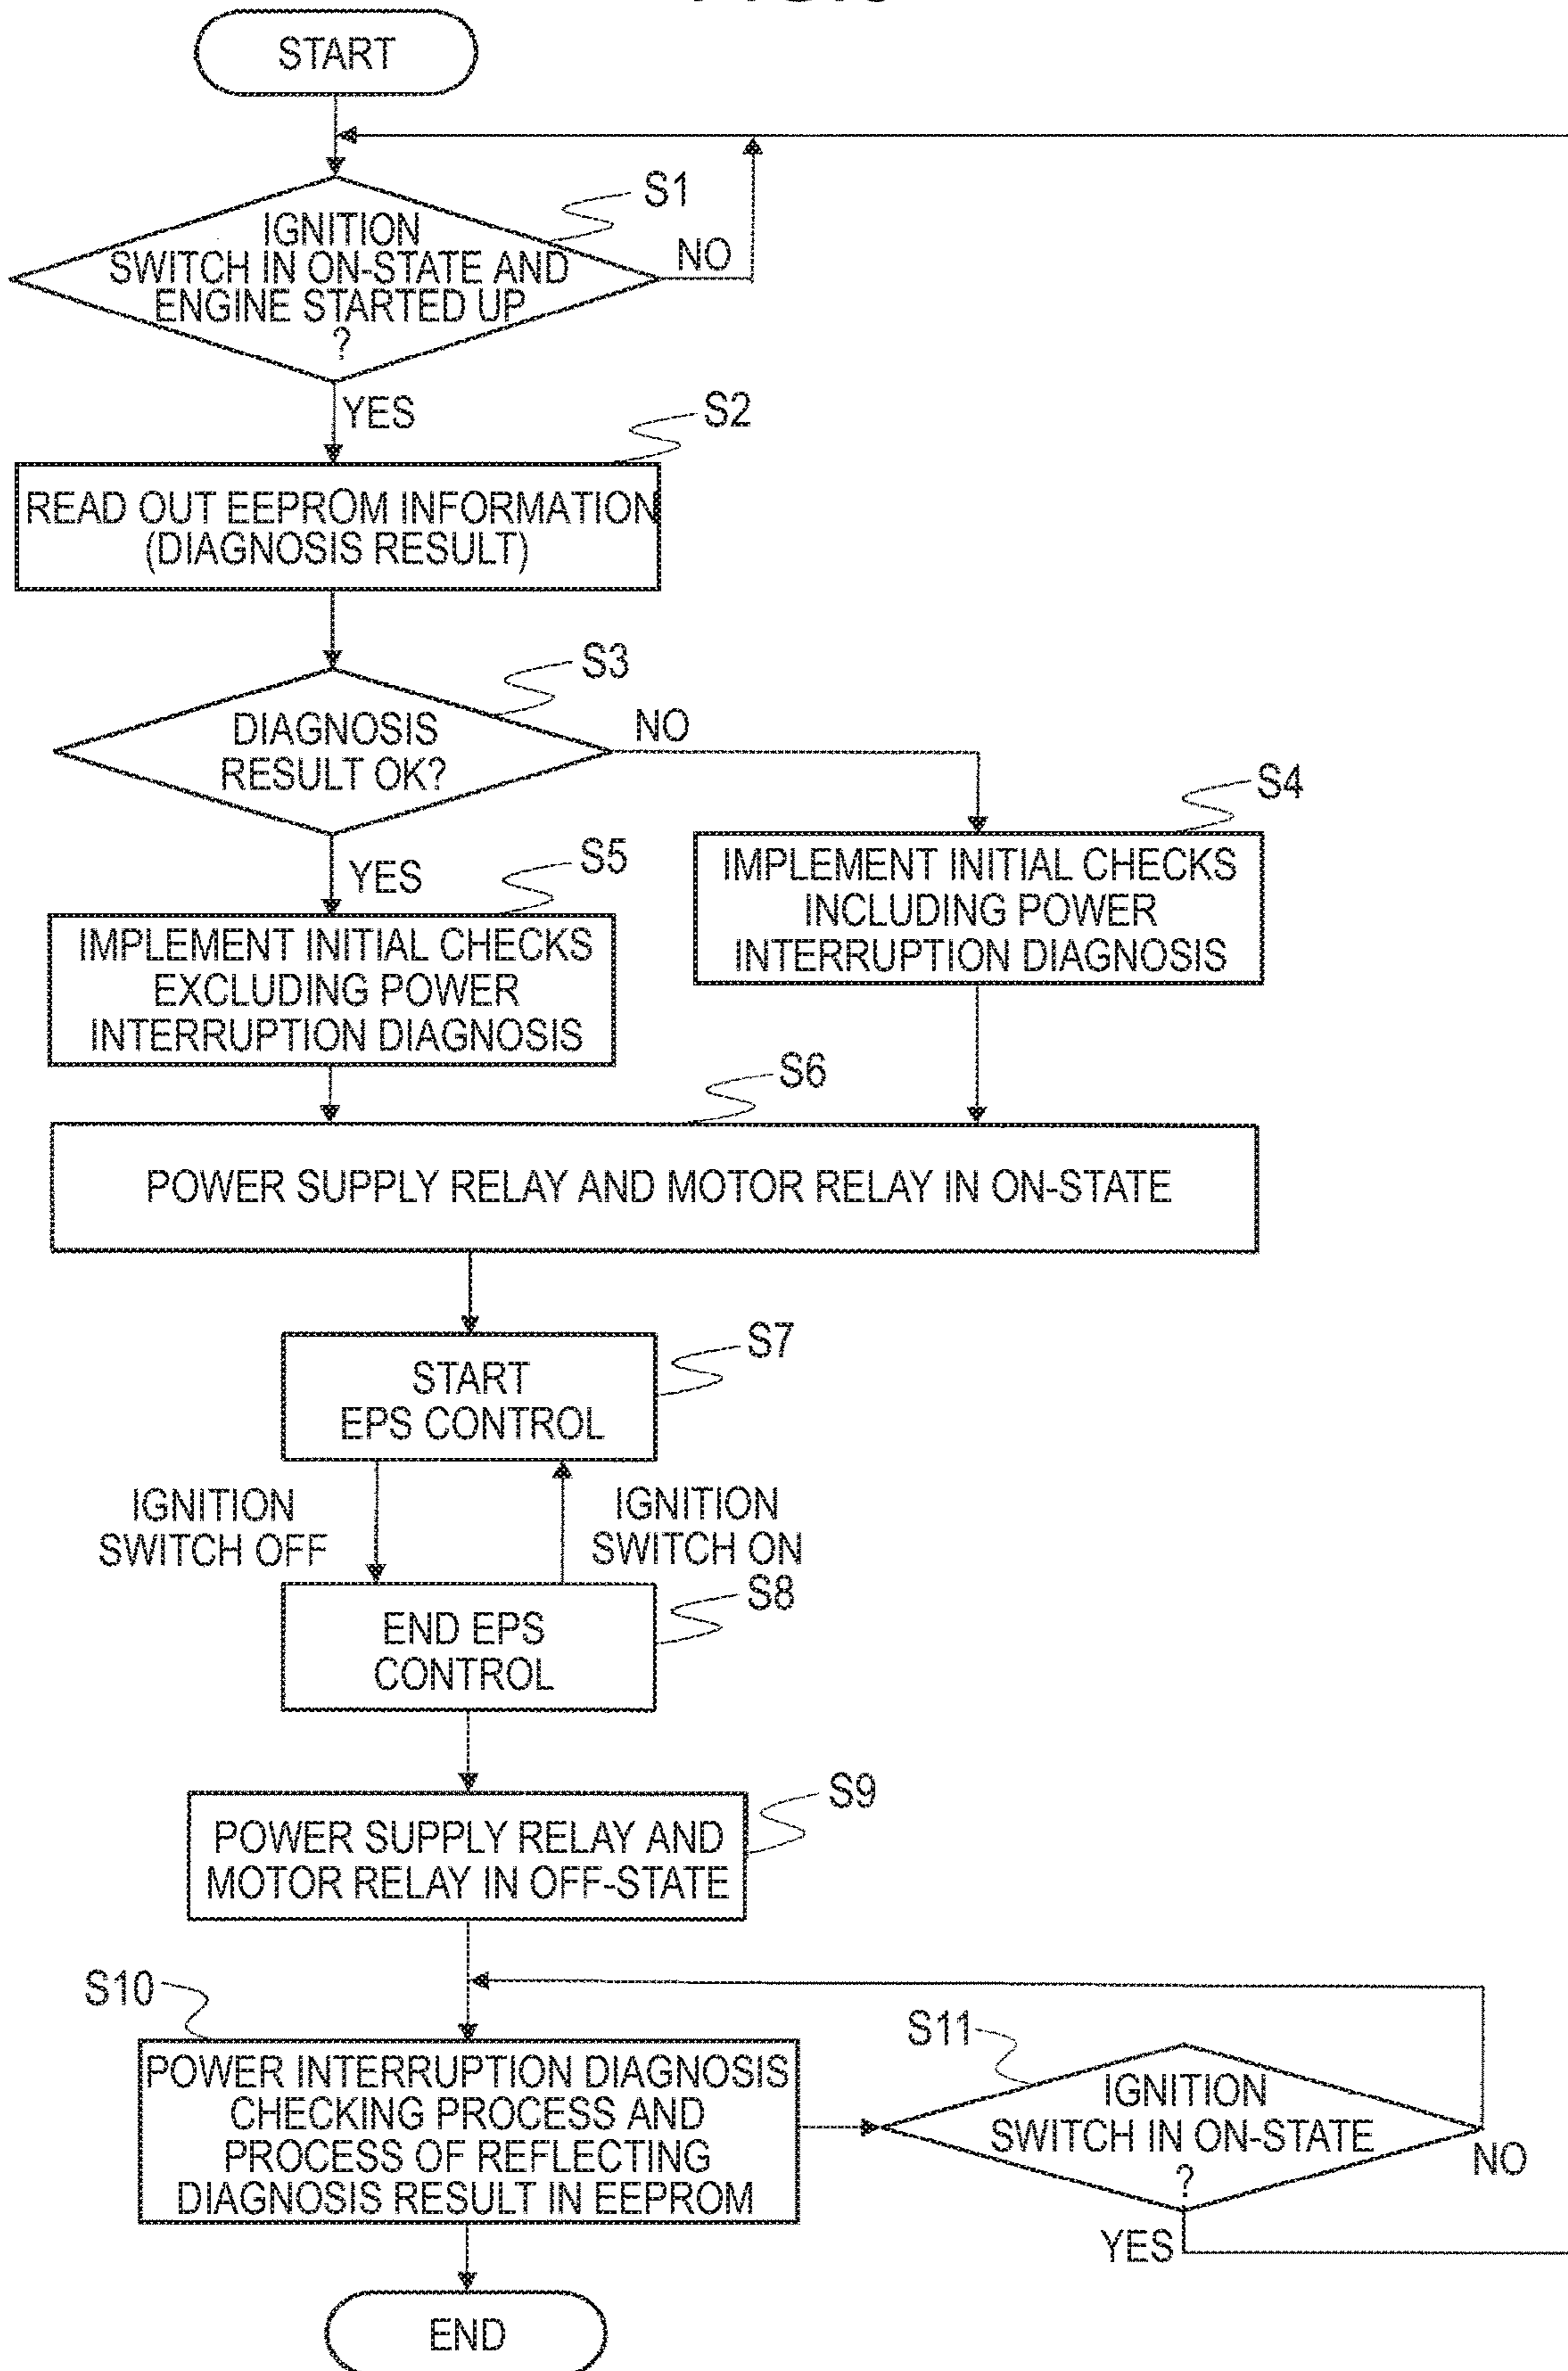 START
S1
IGNITION
SWITCH IN ON-STATE AND
ENGINE STARTED UP
?
NO
YES
S2
READ OUT EEPROM INFORMATION
(DIAGNOSIS RESULT)
S3
DIAGNOSIS
RESULT OK?
NO
YES
S4
IMPLEMENT INITIAL CHECKS
INCLUDING POWER
INTERRUPTION DIAGNOSIS
S5
IMPLEMENT INITIAL CHECKS
EXCLUDING POWER
INTERRUPTION DIAGNOSIS
S6
POWER SUPPLY RELAY AND MOTOR RELAY IN ON-STATE
S7
START
EPS CONTROL
IGNITION
SWITCH OFF
IGNITION
SWITCH ON
S8
END EPS
CONTROL
S9
POWER SUPPLY RELAY AND
MOTOR RELAY IN OFF-STATE
S10
POWER INTERRUPTION DIAGNOSIS
CHECKING PROCESS AND
PROCESS OF REFLECTING
DIAGNOSIS RESULT IN EEPROM
S11
IGNITION
SWITCH IN ON-STATE
?
NO
YES
END